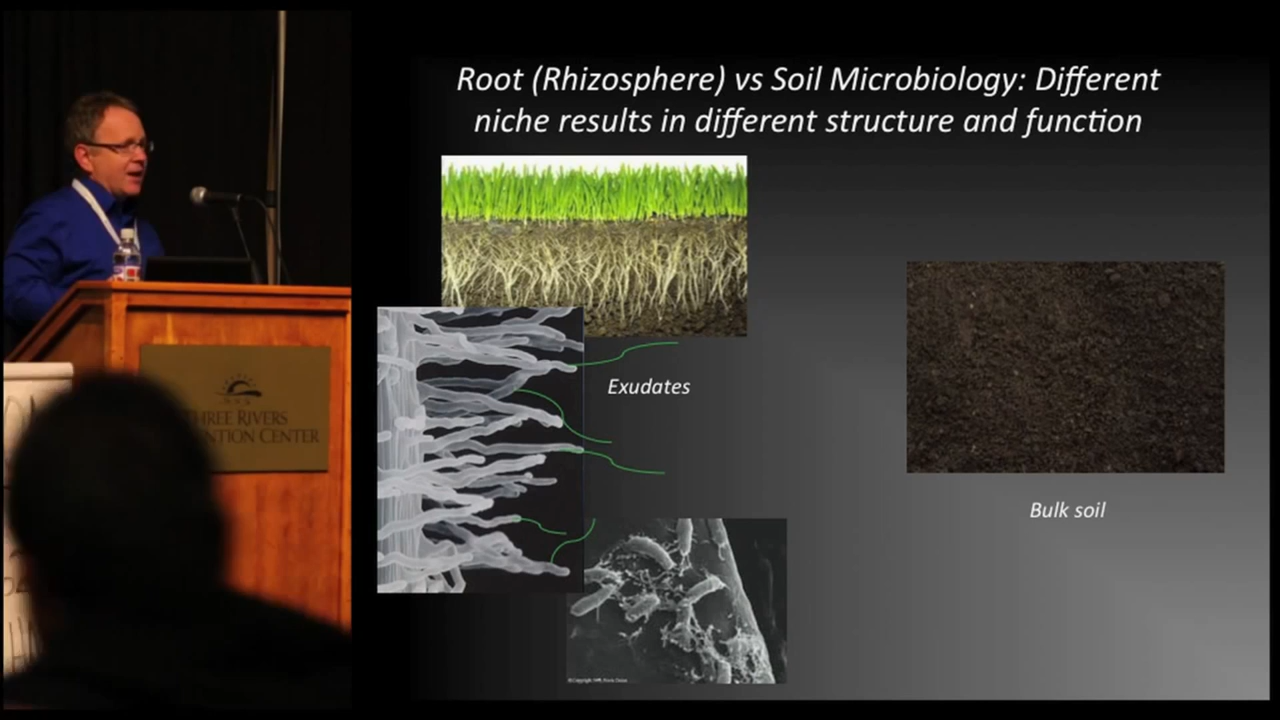 Root (Rhizosphere) vs Soil Microbiology: Different
niche results in different structure and function
Exudates
Bulk soil
THREE RIVERS
CENTER